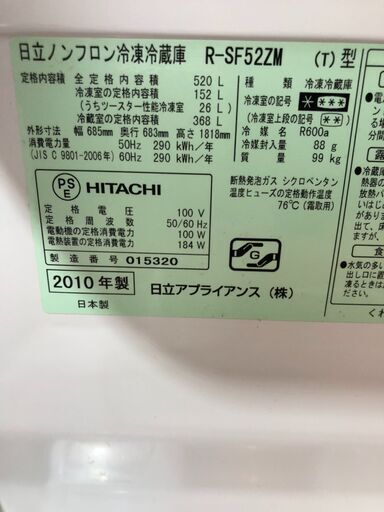 日立ノンフロン冷凍冷蔵庫 R-SF52ZM (T)型
定格内容積 全定格内容積 520 L
冷凍室の定格内容積 152 L
(うちツースター性能冷凍室 26 L)
冷蔵室の定格内容積 368 L
外形寸法 幅 685mm 奥行 683mm 高さ 1818mm
消費電力量 50Hz 290 kWh/年
(JIS C 9801-2006年) 60Hz 290 kWh/年
種類 冷凍冷蔵庫
冷凍室の記号 ****
(冷凍室上段の記号 **)
冷媒 R600a
冷媒封入量 88 g
質量 99 kg
断熱発泡ガス シクロペンタン
温度ヒューズの定格動作温度
76℃ (霜取用)
PS
E
HITACHI
定格電圧 100 V
定格周波数 50/60 Hz
電動機の定格消費電力 100 W
電熱装置の定格消費電力 184 W
製造番号 015320
2010年製
日本製
G
日立アプライアンス(株)